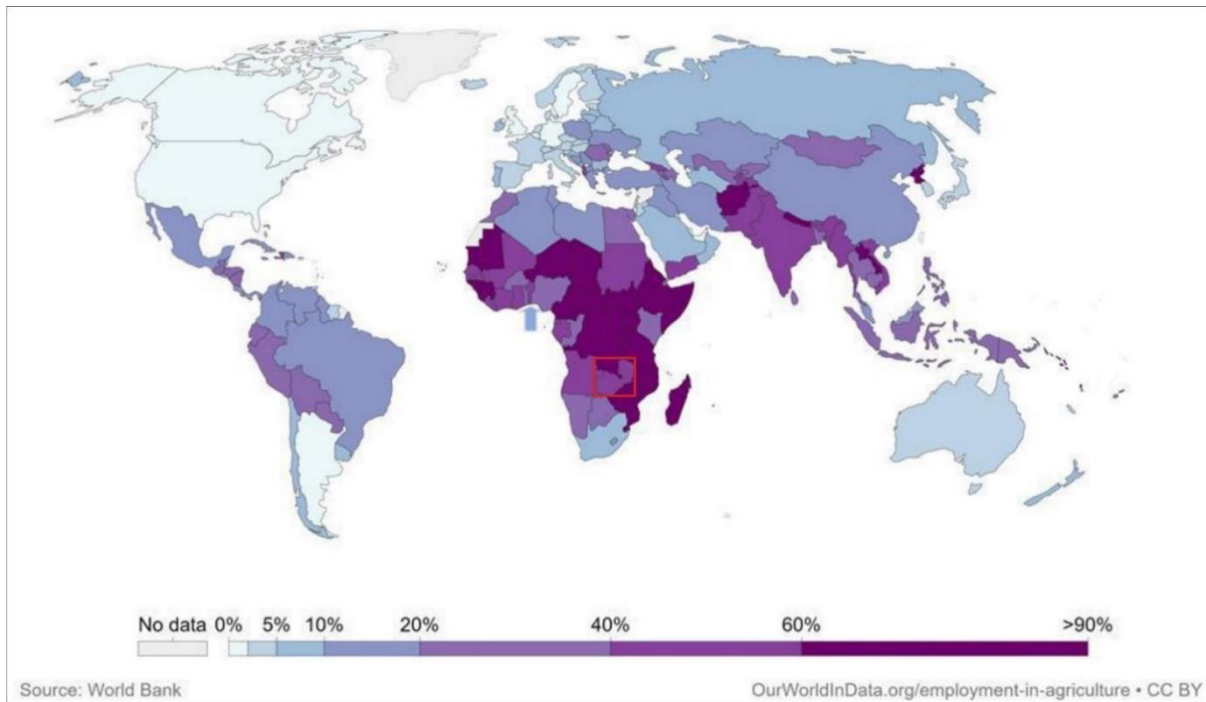 No data 0% 5% 10% 20% 40% 60% >90%
Source: World Bank OurWorldInData.org/employment-in-agriculture • CC BY